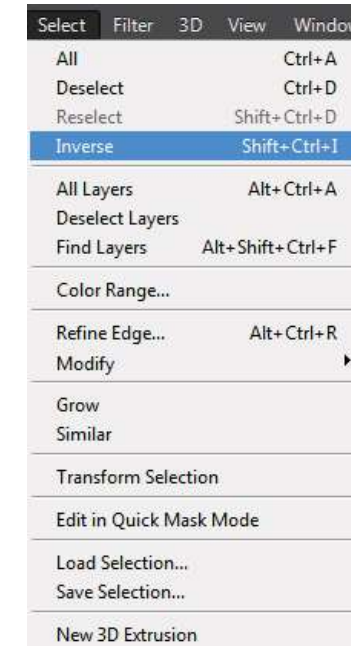 Select Filter 3D View Windo
All Ctrl+A
Deselect Ctrl+D
Reselect Shift+Ctrl+D
Inverse Shift+Ctrl+I
All Layers Alt+Ctrl+A
Deselect Layers
Find Layers Alt+Shift+Ctrl+F
Color Range...
Refine Edge... Alt+Ctrl+R
Modify
Grow
Similar
Transform Selection
Edit in Quick Mask Mode
Load Selection...
Save Selection...
New 3D Extrusion